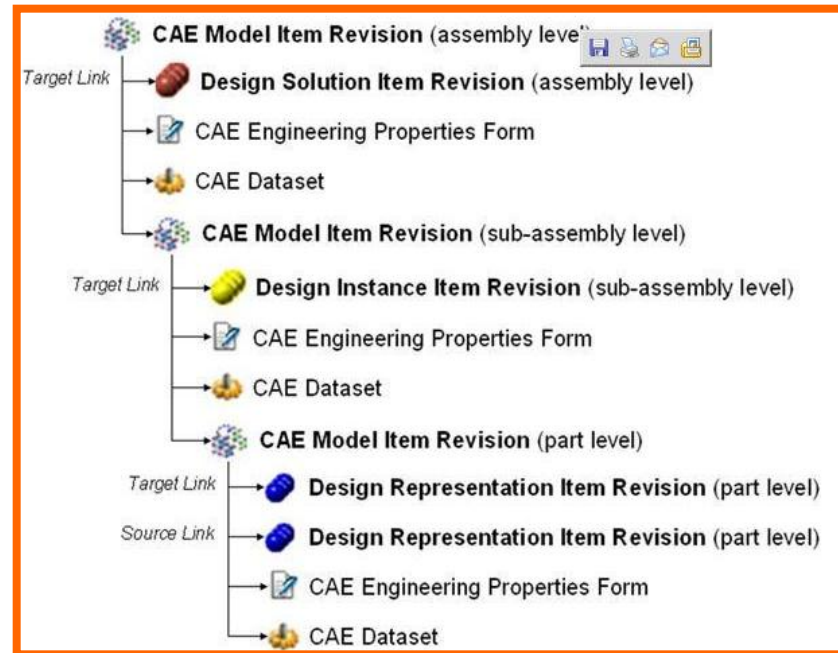 CAE Model Item Revision (assembly level)
Target Link Design Solution Item Revision (assembly level)
CAE Engineering Properties Form
CAE Dataset
CAE Model Item Revision (sub-assembly level)
Target Link Design Instance Item Revision (sub-assembly level)
CAE Engineering Properties Form
CAE Dataset
CAE Model Item Revision (part level)
Target Link Design Representation Item Revision (part level)
Source Link Design Representation Item Revision (part level)
CAE Engineering Properties Form
CAE Dataset